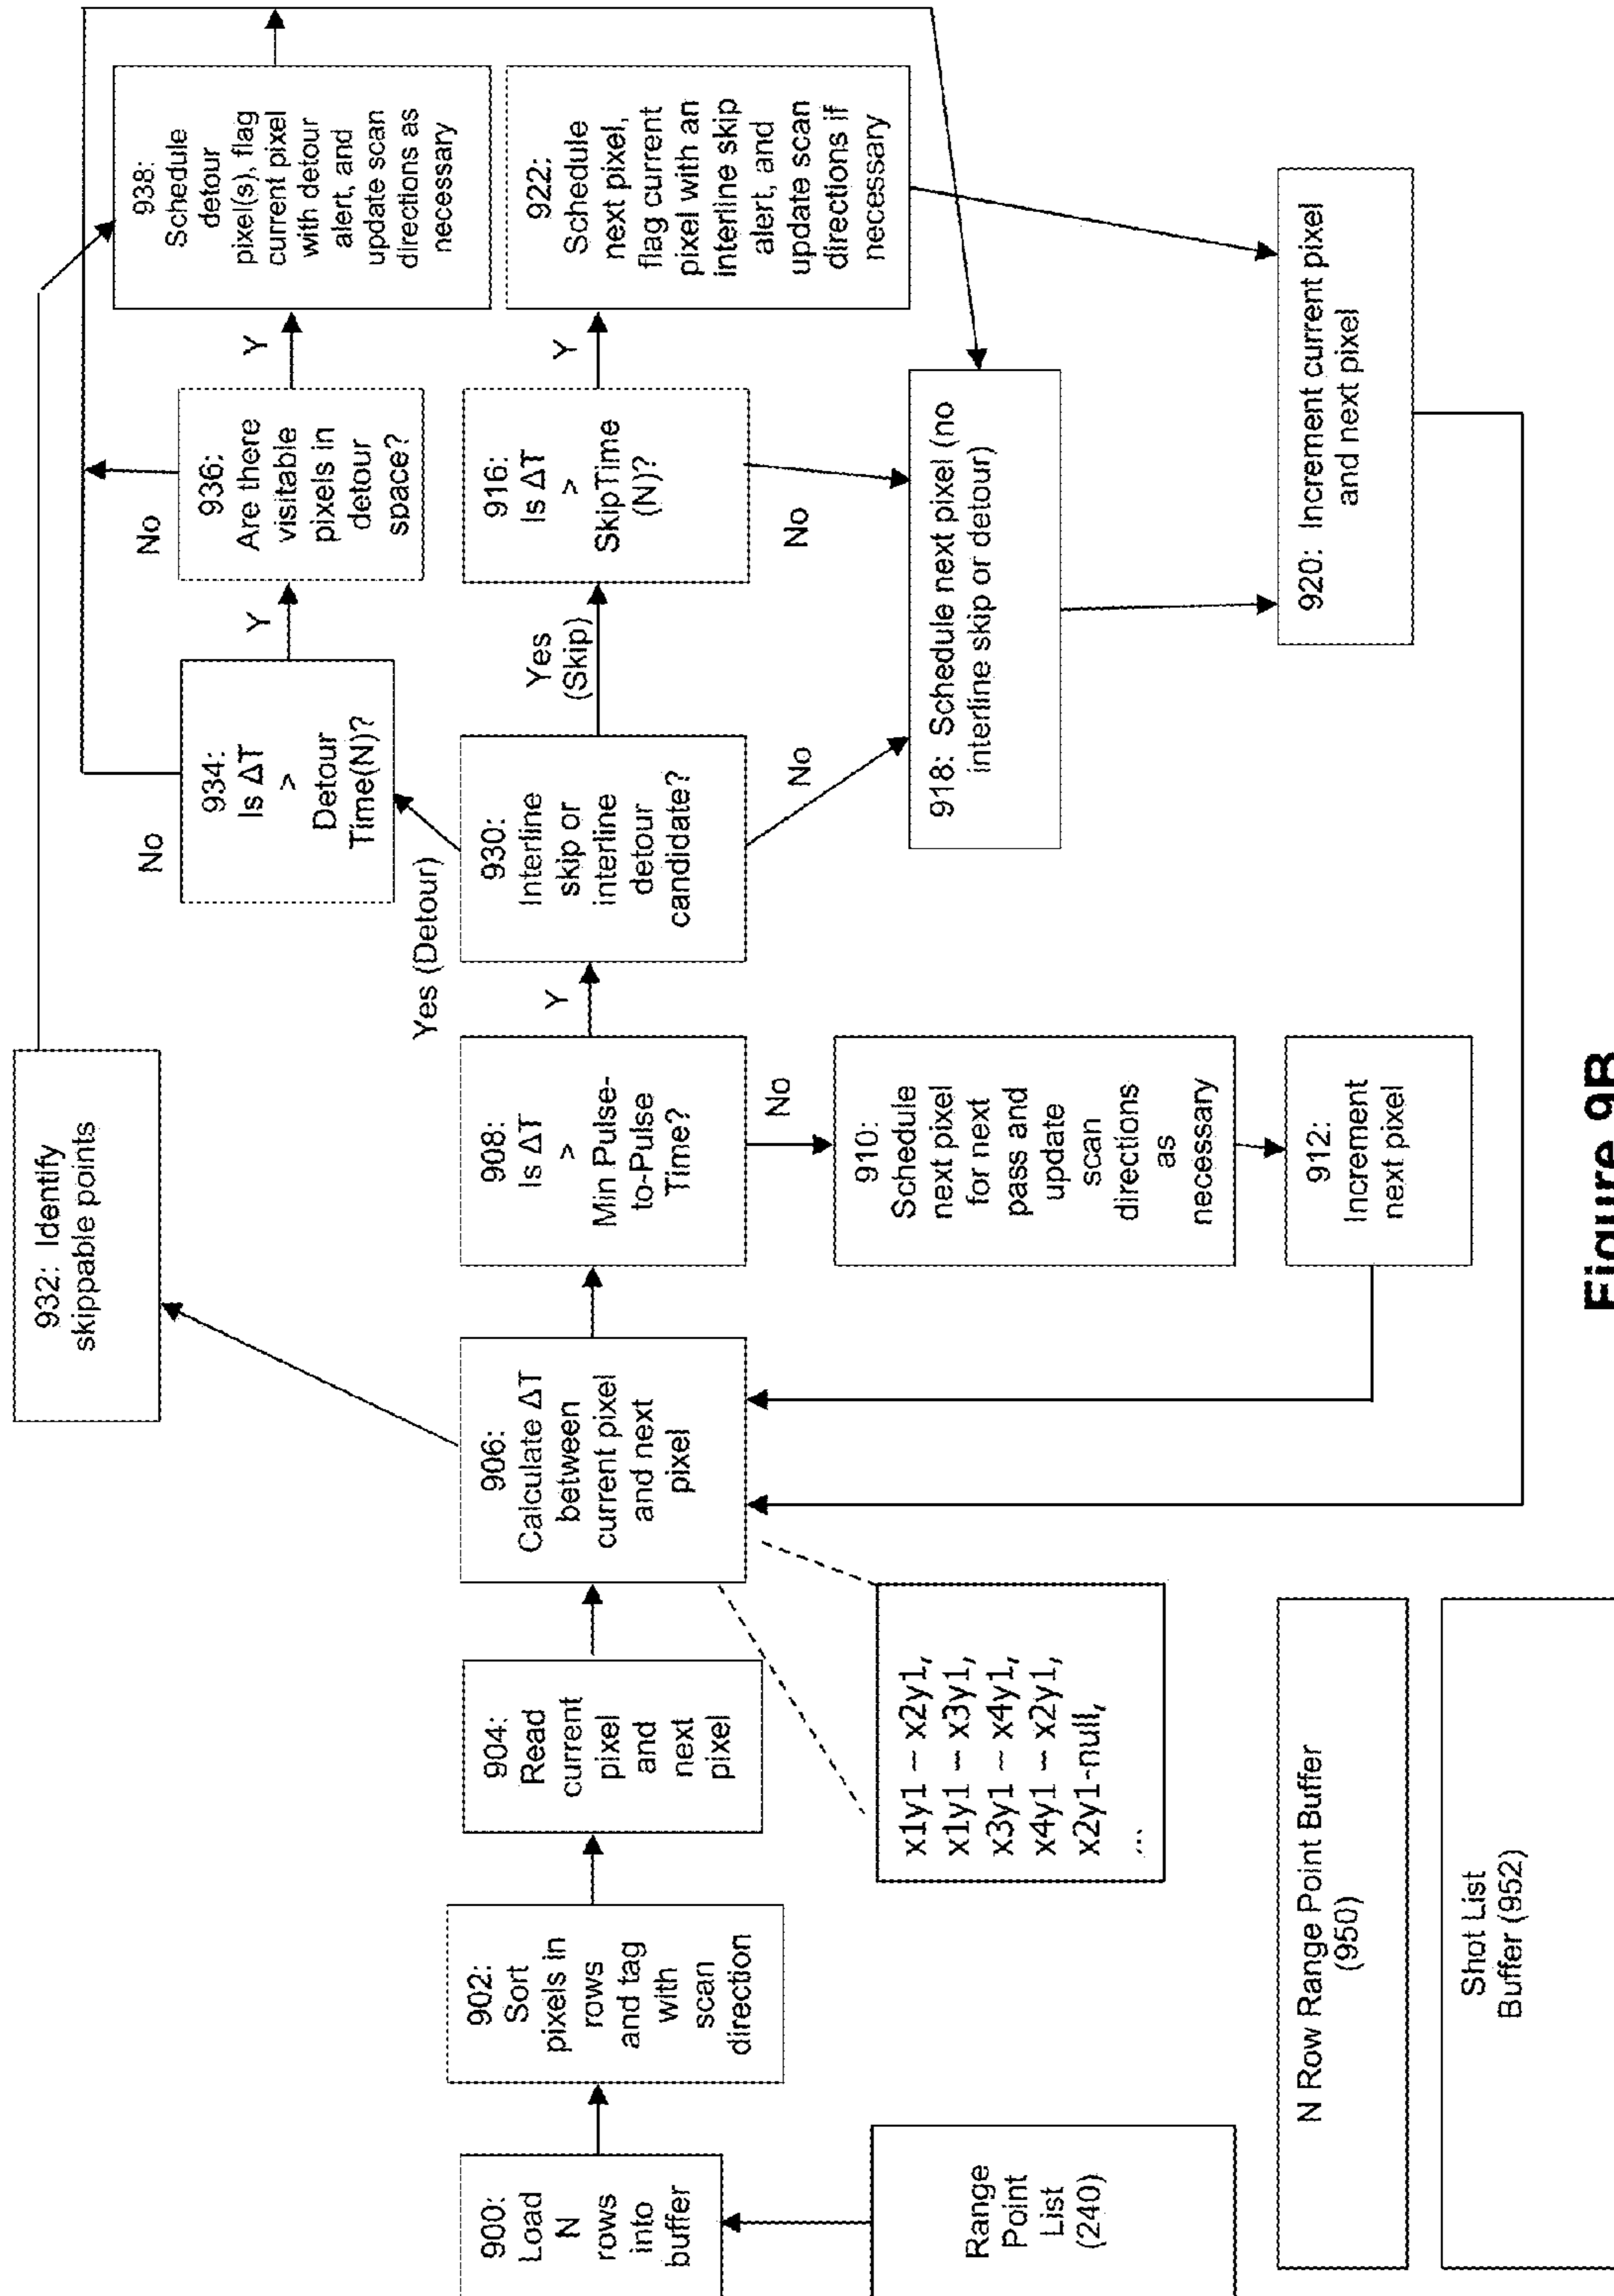 900:
Load
N
rows
into
buffer
Range
Point
List
(240)
902:
Sort
pixels in
rows
and tag
with
scan
direction
904:
Read
current
pixel
and
next
pixel
906:
Calculate ΔT
between
current pixel
and next
pixel
x1y1 – x2y1,
x1y1 – x3y1,
x3y1 – x4y1,
x4y1 – x2y1,
x2y1-null,
...
932: Identify
skippable points
908:
Is ΔT
>
Min Pulse-
to-Pulse
Time?
Y
No
910:
Schedule
next pixel
for next
pass and
update
scan
directions
as
necessary
912:
Increment
next pixel
930:
Interline
skip or
interline
detour
candidate?
Yes (Detour)
Yes
(Skip)
No
934:
Is ΔT
>
Detour
Time(N)?
No
Y
936:
Are there
visitable
pixels in
detour
space?
No
Y
938:
Schedule
detour
pixel(s), flag
current pixel
with detour
alert, and
update scan
directions as
necessary
916:
Is ΔT
>
SkipTime
(N)?
Y
No
922:
Schedule
next pixel,
flag current
pixel with an
interline skip
alert, and
update scan
directions if
necessary
918: Schedule next pixel (no
interline skip or detour)
920: Increment current pixel
and next pixel
N Row Range Point Buffer
(950)
Shot List
Buffer (952)
Figure 9B